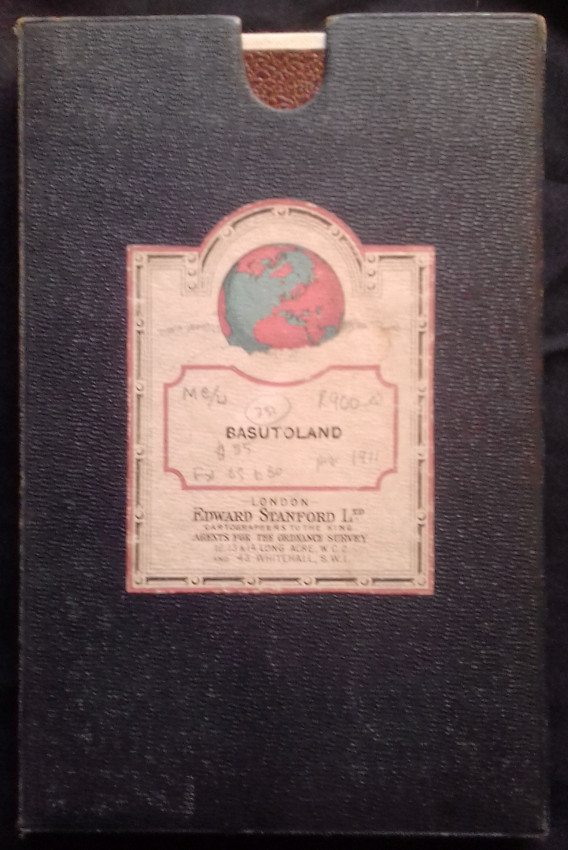 R900.00
BASUTOLAND
1911
LONDON
EDWARD STANFORD LTD
CARTOGRAPHERS TO THE KING
AGENTS FOR THE ORDNANCE SURVEY
12, 13 & 14 LONG ACRE, W.C.2.
AND 43 WHITEHALL, S.W.1.